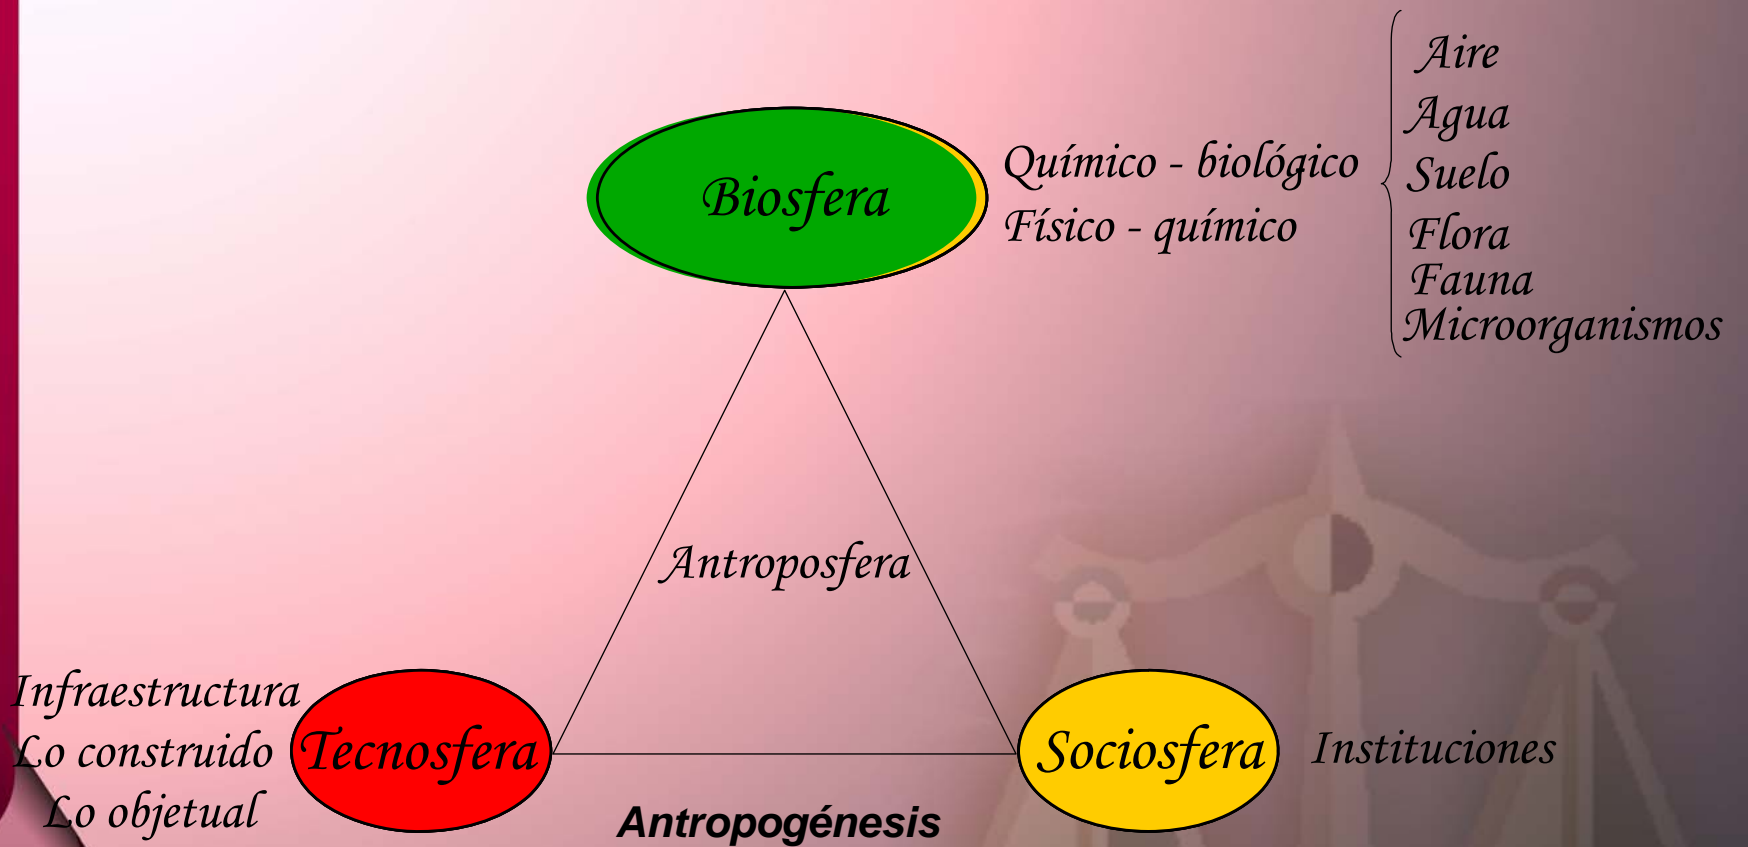 Biosfera
Químico - biológico
Físico - químico
Aire
Agua
Suelo
Flora
Fauna
Microorganismos
Antroposfera
Infraestructura
Lo construido
Lo objetual
Tecnosfera
Sociosfera
Instituciones
Antropogénesis